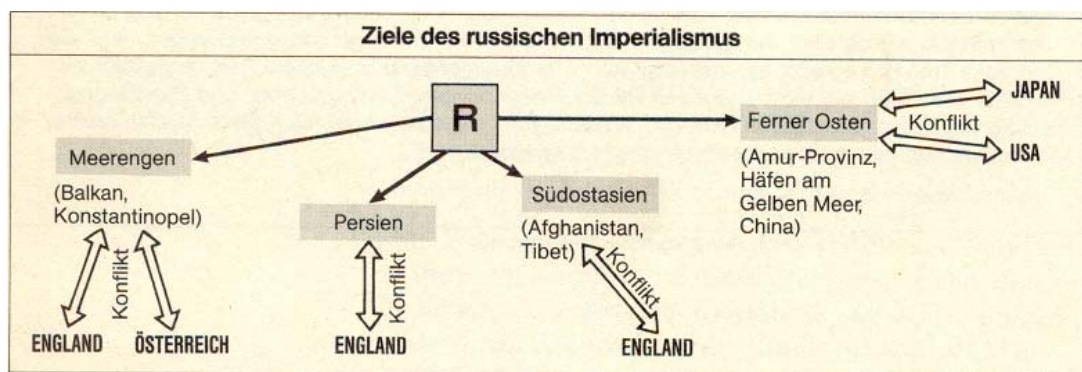 Ziele des russischen Imperialismus
R
Meerengen
(Balkan,
Konstantinopel)
Konflikt
ENGLAND
ÖSTERREICH
Persien
Konflikt
ENGLAND
Südostasien
(Afghanistan,
Tibet)
Konflikt
ENGLAND
Ferner Osten
(Amur-Provinz,
Häfen am
Gelben Meer,
China)
JAPAN
Konflikt
USA